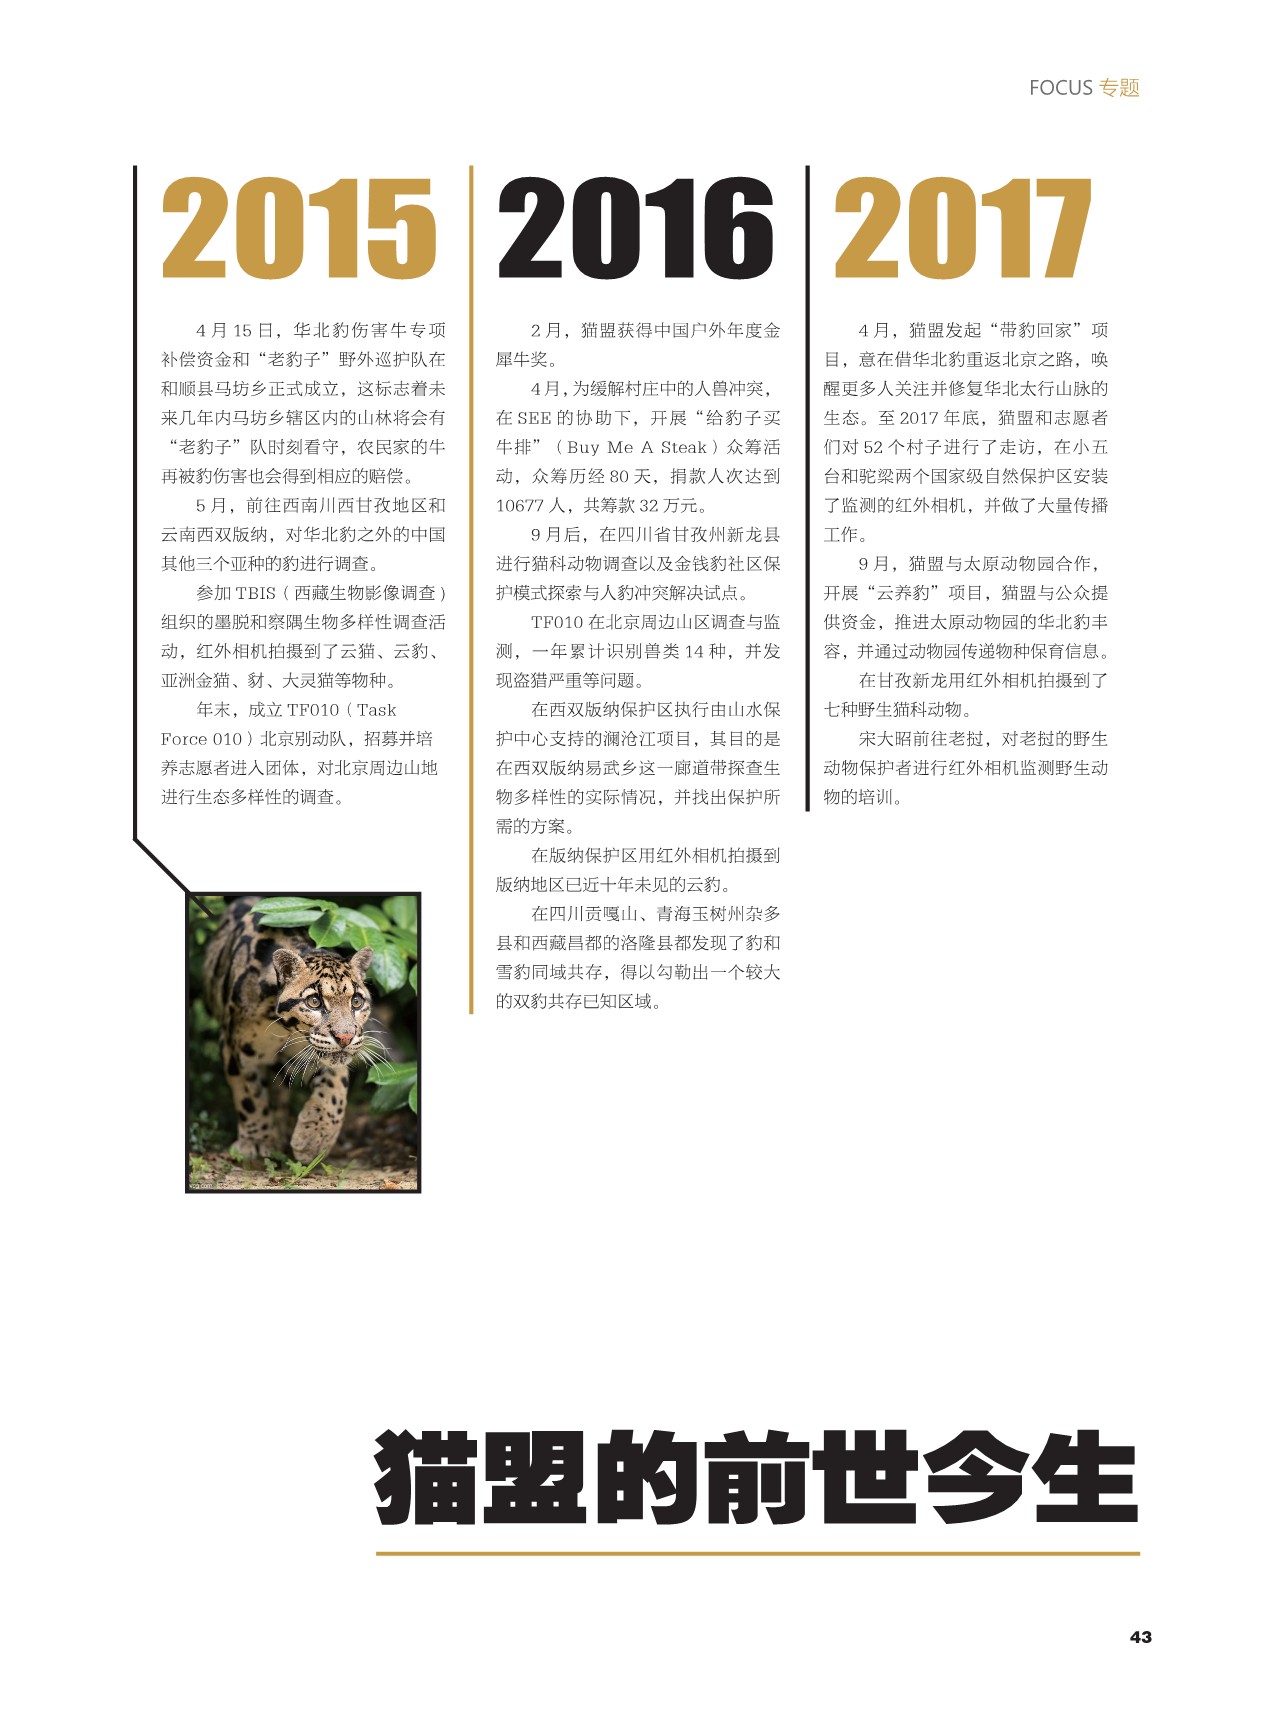 FOCUS 专题
2015
4 月 15 日，华北豹伤害牛专项
补偿资金和“老豹子”野外巡护队在
和顺县马坊乡正式成立，这标志着未
来几年内马坊乡辖区内的山林将会有
“老豹子”队时刻看守，农民家的牛
再被豹伤害也会得到相应的赔偿。
5 月，前往西南川西甘孜地区和
云南西双版纳，对华北豹之外的中国
其他三个亚种的豹进行调查。
参加 TBIS（西藏生物影像调查）
组织的墨脱和察隅生物多样性调查活
动，红外相机拍摄到了云猫、云豹、
亚洲金猫、豺、大灵猫等物种。
年末，成立 TF010（Task
Force 010）北京别动队，招募并培
养志愿者进入团体，对北京周边山地
进行生态多样性的调查。
2016
2 月，猫盟获得中国户外年度金
犀牛奖。
4 月，为缓解村庄中的人兽冲突，
在 SEE 的协助下，开展“给豹子买
牛排”（Buy Me A Steak）众筹活
动，众筹历经 80 天，捐款人次达到
10677 人，共筹款 32 万元。
9 月后，在四川省甘孜州新龙县
进行猫科动物调查以及金钱豹社区保
护模式探索与人豹冲突解决试点。
TF010 在北京周边山区调查与监
测，一年累计识别兽类 14 种，并发
现盗猎严重等问题。
在西双版纳保护区执行由山水保
护中心支持的澜沧江项目，其目的是
在西双版纳易武乡这一廊道带探查生
物多样性的实际情况，并找出保护所
需的方案。
在版纳保护区用红外相机拍摄到
版纳地区已近十年未见的云豹。
在四川贡嘎山、青海玉树州杂多
县和西藏昌都的洛隆县都发现了豹和
雪豹同域共存，得以勾勒出一个较大
的双豹共存已知区域。
2017
4 月，猫盟发起“带豹回家”项
目，意在借华北豹重返北京之路，唤
醒更多人关注并修复华北太行山脉的
生态。至 2017 年底，猫盟和志愿者
们对 52 个村子进行了走访，在小五
台和驼梁两个国家级自然保护区安装
了监测的红外相机，并做了大量传播
工作。
9 月，猫盟与太原动物园合作，
开展“云养豹”项目，猫盟与公众提
供资金，推进太原动物园的华北豹丰
容，并通过动物园传递物种保育信息。
在甘孜新龙用红外相机拍摄到了
七种野生猫科动物。
宋大昭前往老挝，对老挝的野生
动物保护者进行红外相机监测野生动
物的培训。
猫盟的前世今生
43